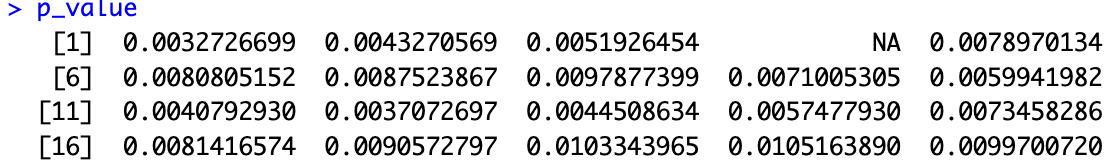 > p_value
[1] 0.0032726699 0.0043270569 0.0051926454 NA 0.0078970134
[6] 0.0080805152 0.0087523867 0.0097877399 0.0071005305 0.0059941982
[11] 0.0040792930 0.0037072697 0.0044508634 0.0057477930 0.0073458286
[16] 0.0081416574 0.0090572797 0.0103343965 0.0105163890 0.0099700720